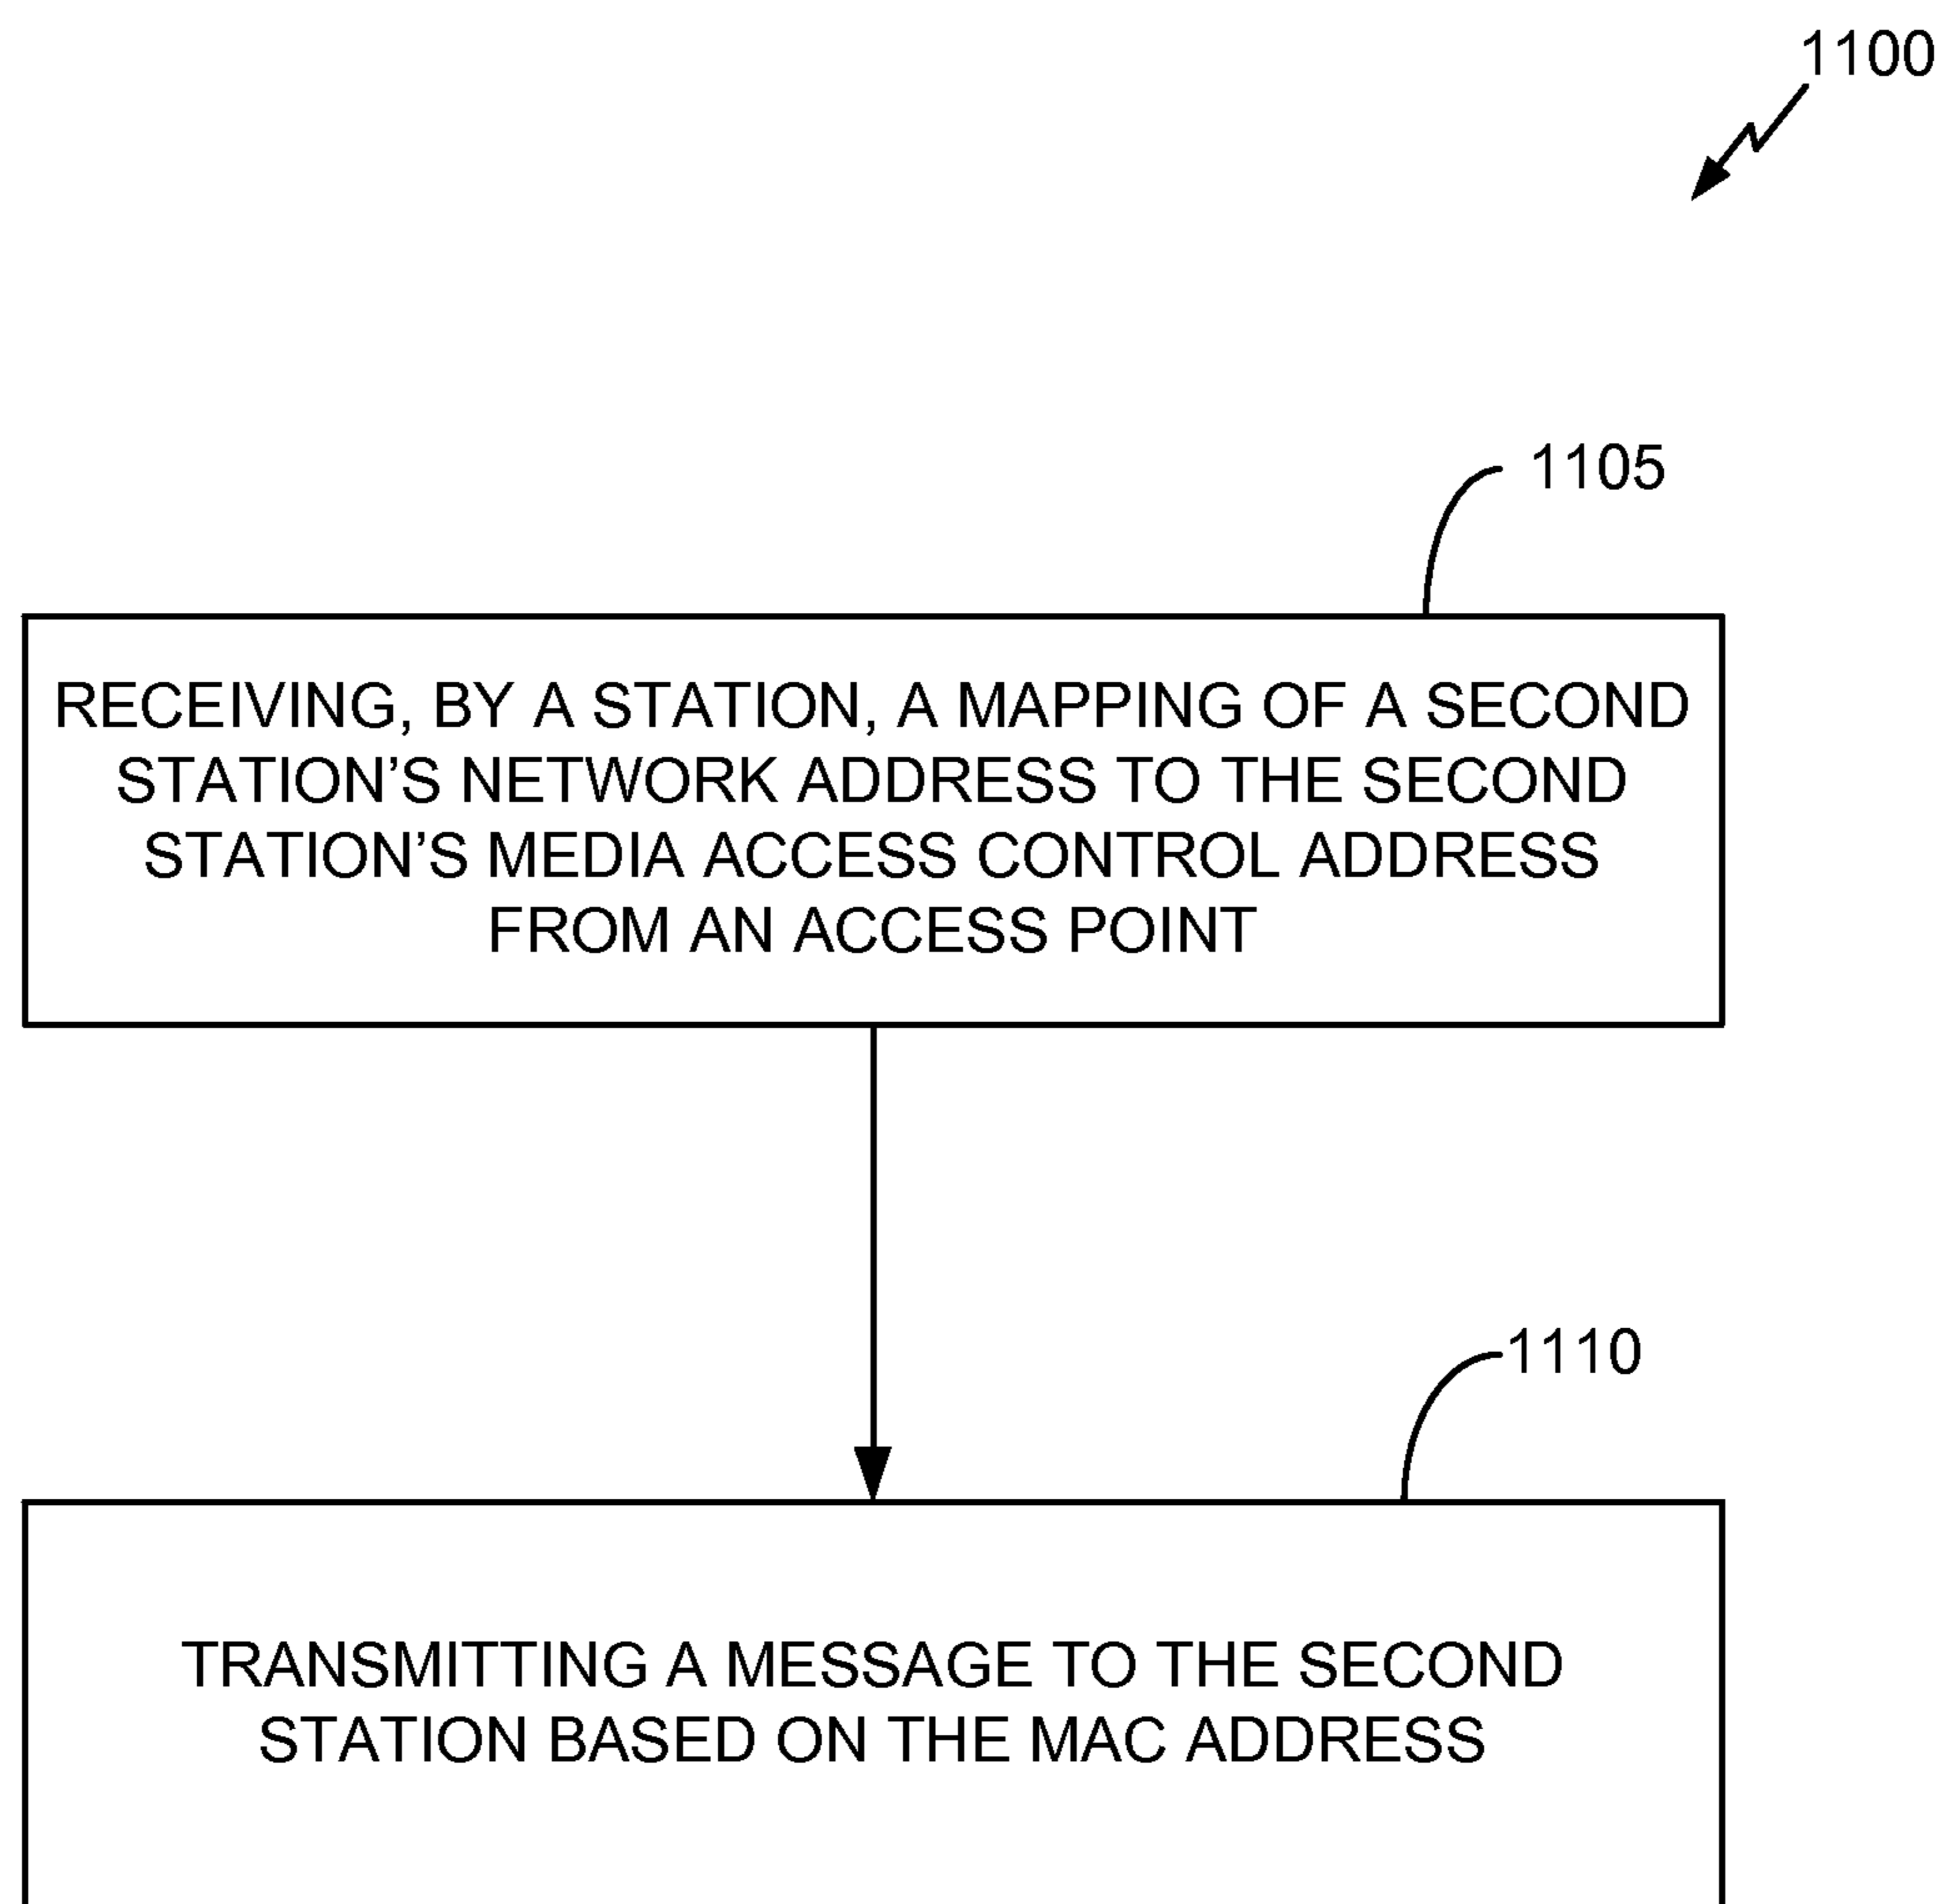 1100
1105
RECEIVING, BY A STATION, A MAPPING OF A SECOND
STATION’S NETWORK ADDRESS TO THE SECOND
STATION’S MEDIA ACCESS CONTROL ADDRESS
FROM AN ACCESS POINT
1110
TRANSMITTING A MESSAGE TO THE SECOND
STATION BASED ON THE MAC ADDRESS